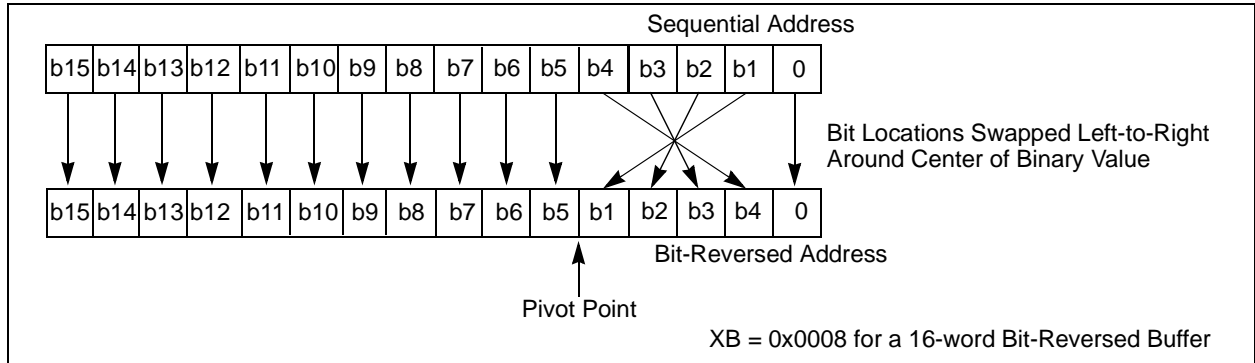 Sequential Address
b15 b14 b13 b12 b11 b10 b9 b8 b7 b6 b5 b4 b3 b2 b1 0
Bit Locations Swapped Left-to-Right
Around Center of Binary Value
b15 b14 b13 b12 b11 b10 b9 b8 b7 b6 b5 b1 b2 b3 b4 0
Bit-Reversed Address
Pivot Point
XB = 0x0008 for a 16-word Bit-Reversed Buffer